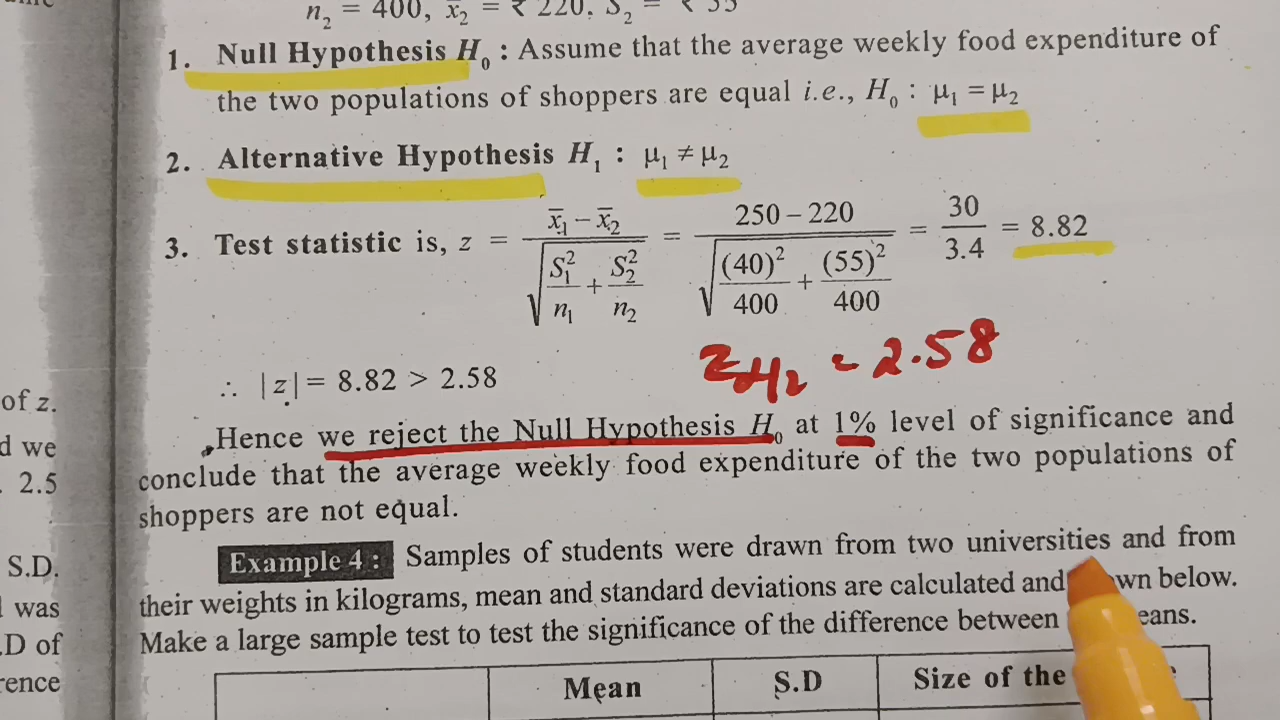 n₂ = 400, x̄₂ = ₹ 220, S₂ = ₹ 55
1. Null Hypothesis H₀ : Assume that the average weekly food expenditure of
the two populations of shoppers are equal i.e., H₀ : μ₁ = μ₂
2. Alternative Hypothesis H₁ : μ₁ ≠ μ₂
3. Test statistic is, z = (x̄₁ − x̄₂) / √(S₁²/n₁ + S₂²/n₂) = (250 − 220) / √((40)²/400 + (55)²/400) = 30/3.4 = 8.82
z α/2 = 2.58
∴ |z| = 8.82 > 2.58
Hence we reject the Null Hypothesis H₀ at 1% level of significance and
conclude that the average weekly food expenditure of the two populations of
shoppers are not equal.
Example 4 : Samples of students were drawn from two universities and from
their weights in kilograms, mean and standard deviations are calculated and below.
Make a large sample test to test the significance of the difference between
Mean S.D Size of the
of z.
d we
2.5
S.D.
was
.D of